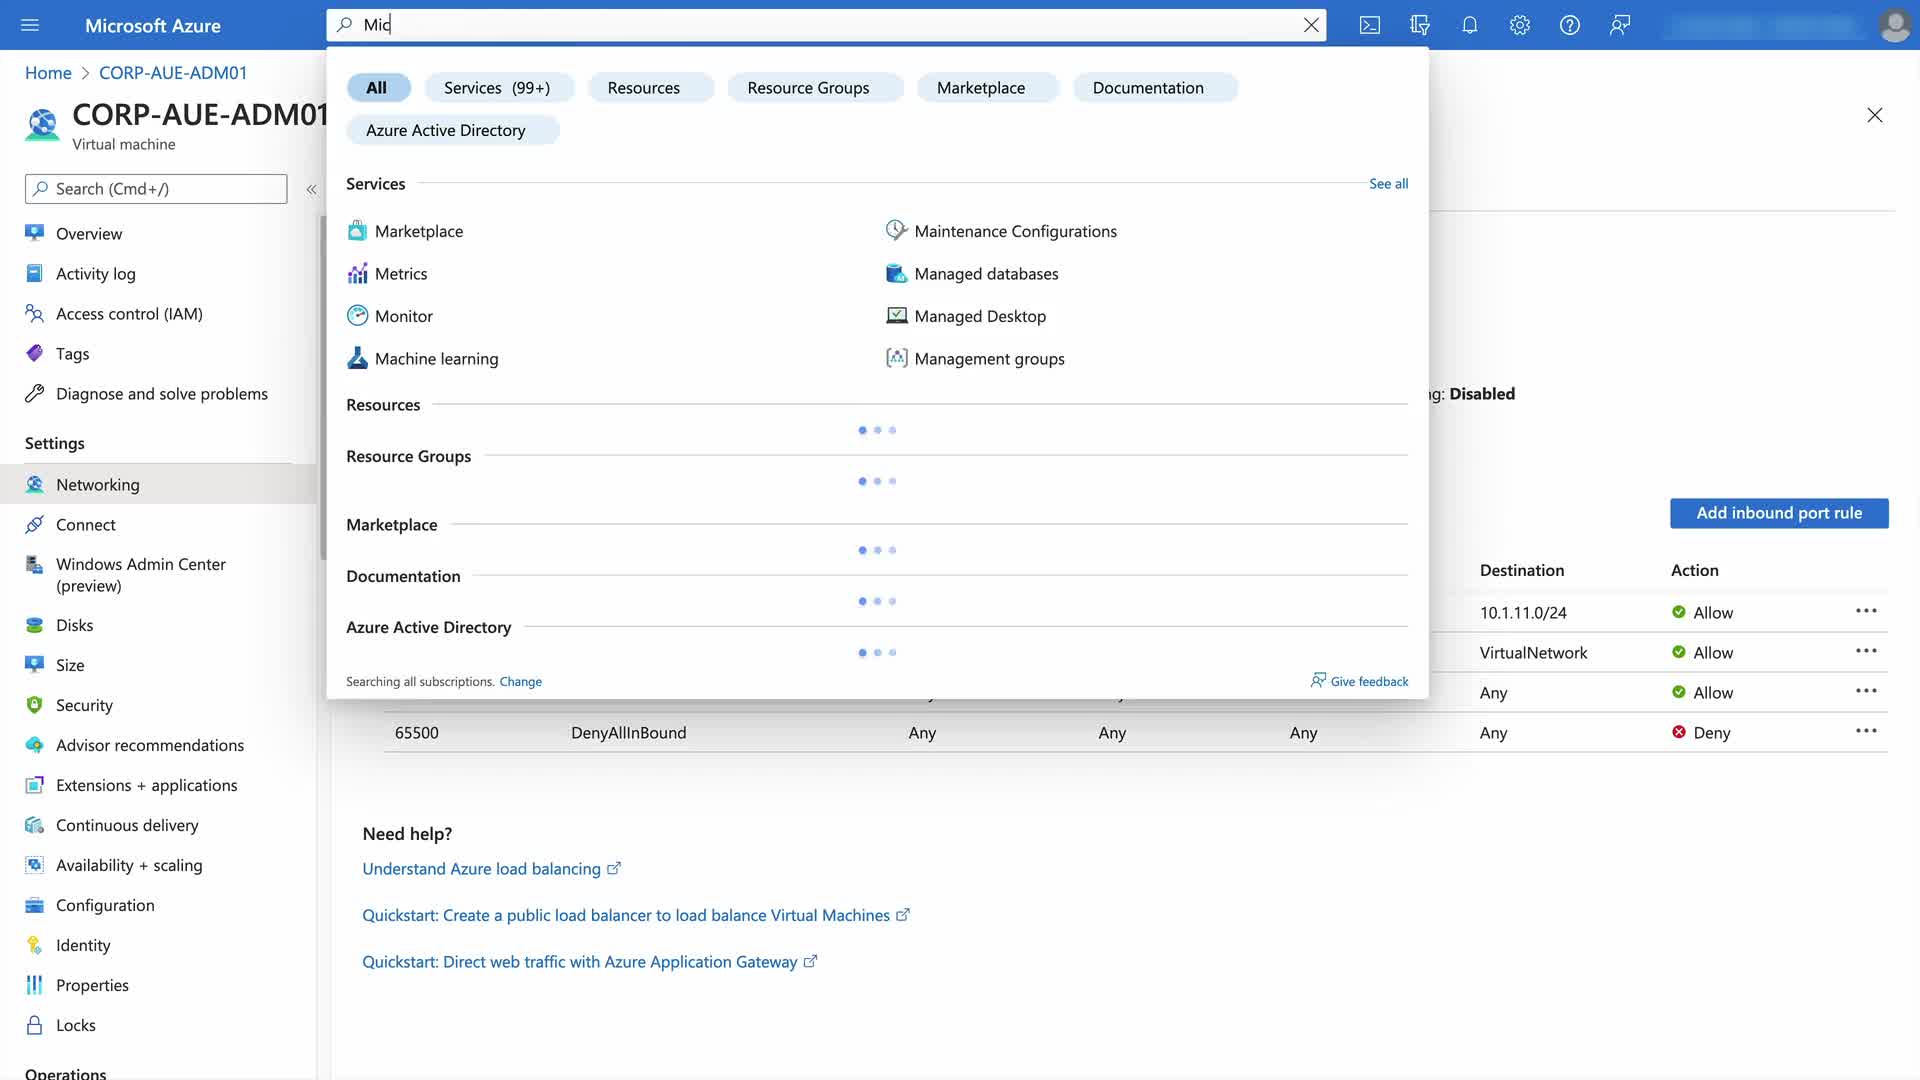 Microsoft Azure
Mic
Home > CORP-AUE-ADM01
CORP-AUE-ADM01
Virtual machine
Search (Cmd+/)
«
Overview
Activity log
Access control (IAM)
Tags
Diagnose and solve problems
Settings
Networking
Connect
Windows Admin Center
(preview)
Disks
Size
Security
Advisor recommendations
Extensions + applications
Continuous delivery
Availability + scaling
Configuration
Identity
Properties
Locks
Operations
All
Services (99+)
Resources
Resource Groups
Marketplace
Documentation
Azure Active Directory
Services
See all
Marketplace
Maintenance Configurations
Metrics
Managed databases
Monitor
Managed Desktop
Machine learning
Management groups
Resources
Resource Groups
Marketplace
Documentation
Azure Active Directory
Searching all subscriptions. Change
Give feedback
ng: Disabled
Add inbound port rule
Destination Action
10.1.11.0/24 Allow
VirtualNetwork Allow
Any Allow
65500 DenyAllInBound Any Any Any Any Deny
Need help?
Understand Azure load balancing
Quickstart: Create a public load balancer to load balance Virtual Machines
Quickstart: Direct web traffic with Azure Application Gateway